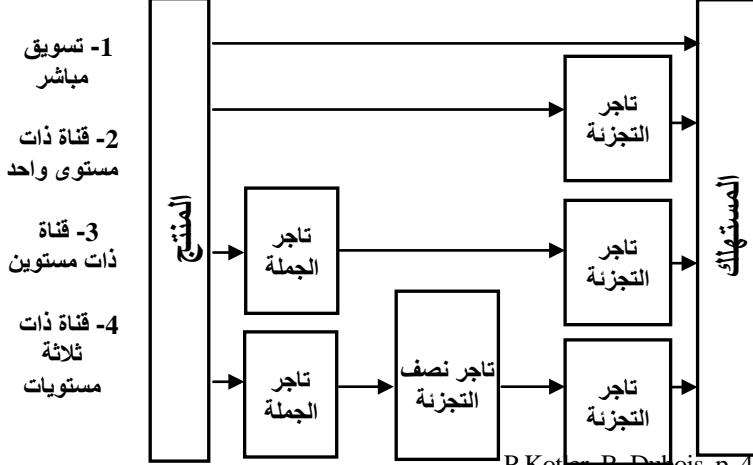 1- تسويق
مباشر
2- قناة ذات
مستوى واحد
3- قناة
ذات مستوين
4- قناة ذات
ثلاثة
مستويات
المنتج
تاجر
التجزئة
تاجر
الجملة
تاجر
التجزئة
تاجر
الجملة
تاجر نصف
التجزئة
تاجر
التجزئة
المستهلك
P.Kotler, B. Dubois, p. 4